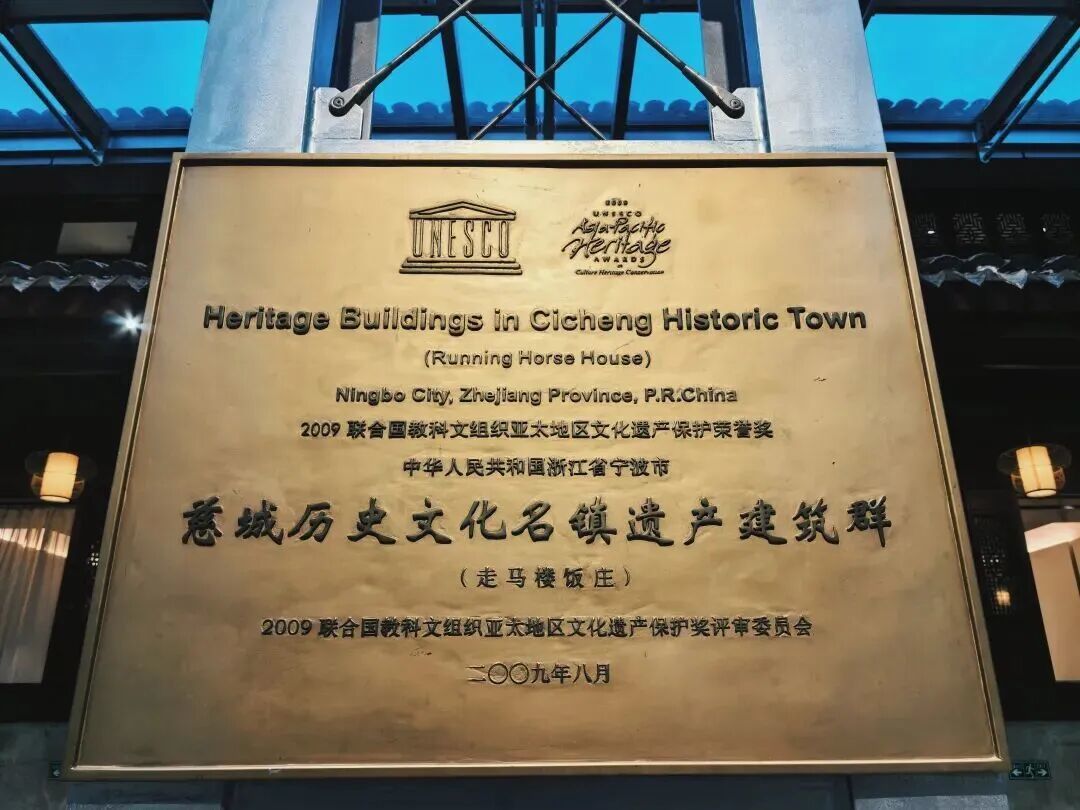 UNESCO
2009
UNESCO
Asia-Pacific
Heritage
AWARDS
Culture Heritage Conservation
Heritage Buildings in Cicheng Historic Town
(Running Horse House)
Ningbo City, Zhejiang Province, P.R.China
2009 联合国教科文组织亚太地区文化遗产保护荣誉奖
中华人民共和国浙江省宁波市
慈城历史文化名镇遗产建筑群
(走马楼饭庄)
2009 联合国教科文组织亚太地区文化遗产保护奖评审委员会
二〇〇九年八月